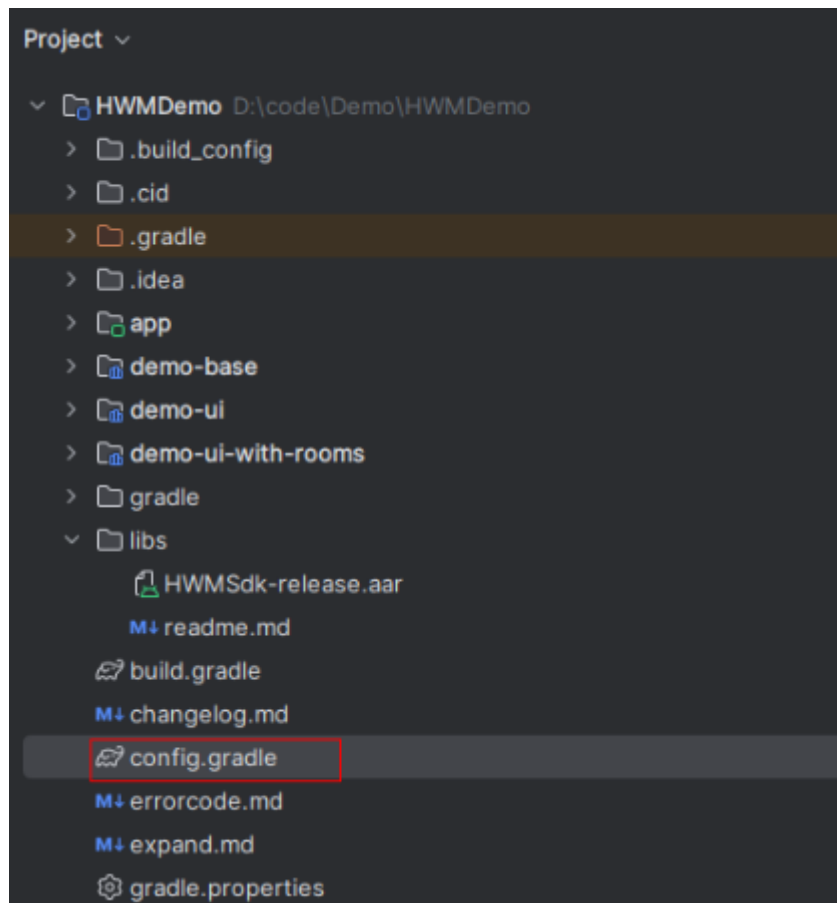 Project
HWMDemo D:\code\Demo\HWMDemo
.build_config
.cid
.gradle
.idea
app
demo-base
demo-ui
demo-ui-with-rooms
gradle
libs
HWMSdk-release.aar
M↓ readme.md
build.gradle
M↓ changelog.md
config.gradle
M↓ errorcode.md
M↓ expand.md
gradle.properties